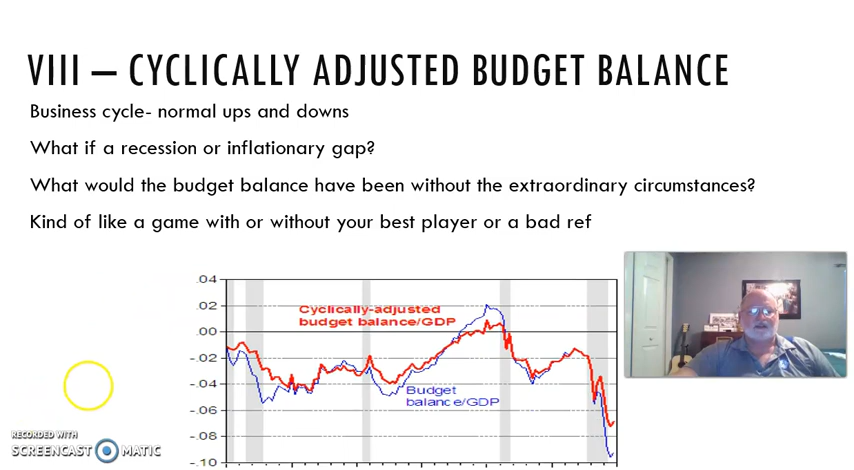 VIII – CYCLICALLY ADJUSTED BUDGET BALANCE
Business cycle- normal ups and downs
What if a recession or inflationary gap?
What would the budget balance have been without the extraordinary circumstances?
Kind of like a game with or without your best player or a bad ref
.04
.02
.00
-.02
-.04
-.06
-.08
-.10
Cyclically-adjusted
budget balance/GDP
Budget
balance/GDP
RECORDED WITH
SCREENCAST MATIC